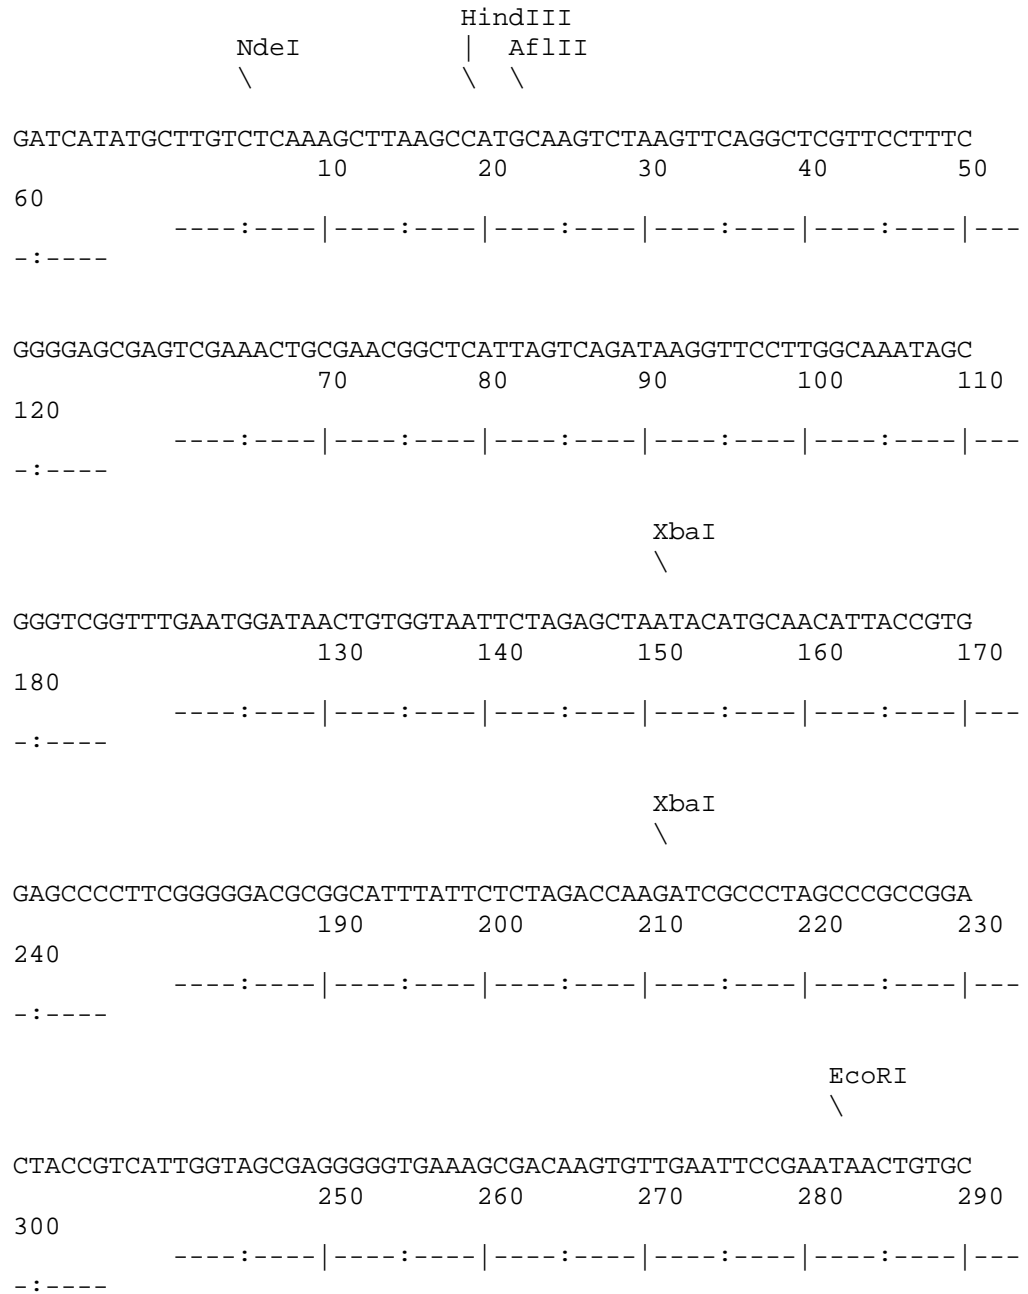 HindIII
NdeI | AflII
\ \ \
GATCATATGCTTGTCTCAAAGCTTAAGCCATGCAAGTCTAAGTTCAGGCTCGTTCCTTTC
10 20 30 40 50
60
----:----|----:----|----:----|----:----|----:----|---
-:----
GGGGAGCGAGTCGAAACTGCGAACGGCTCATTAGTCAGATAAGGTTCCTTGGCAAATAGC
70 80 90 100 110
120
----:----|----:----|----:----|----:----|----:----|---
-:----
XbaI
\
GGGTCGGTTTGAATGGATAACTGTGGTAATTCTAGAGCTAATACATGCAACATTACCGTG
130 140 150 160 170
180
----:----|----:----|----:----|----:----|----:----|---
-:----
XbaI
\
GAGCCCCTTCGGGGGACGCGGCATTTATTCTCTAGACCAAGATCGCCCTAGCCCGCCGGA
190 200 210 220 230
240
----:----|----:----|----:----|----:----|----:----|---
-:----
EcoRI
\
CTACCGTCATTGGTAGCGAGGGGGTGAAAGCGACAAGTGTTGAATTCCGAATAACTGTGC
250 260 270 280 290
300
----:----|----:----|----:----|----:----|----:----|---
-:----